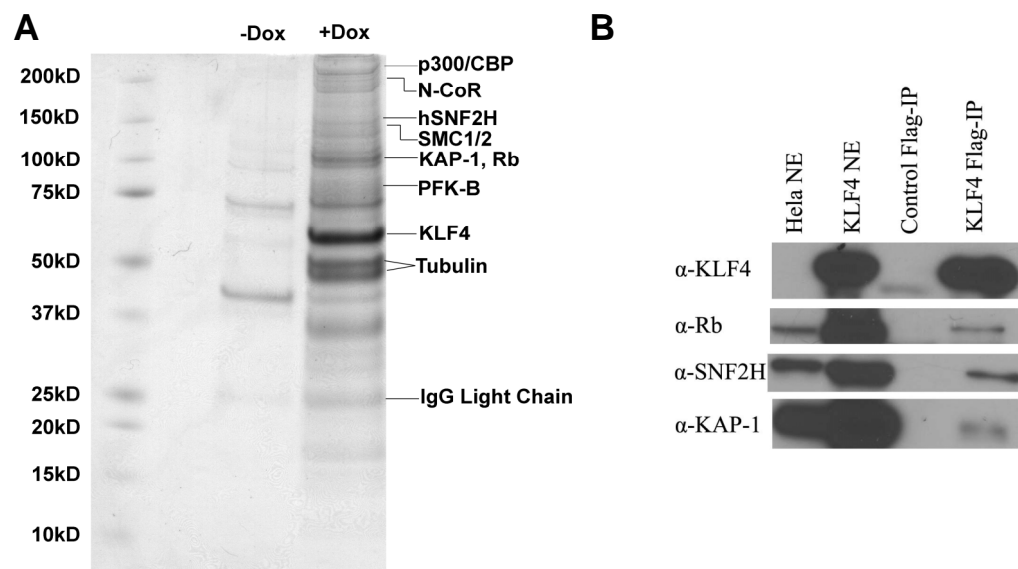 A
-Dox +Dox
200kD
150kD
100kD
75kD
50kD
37kD
25kD
20kD
15kD
10kD
p300/CBP
N-CoR
hSNF2H
SMC1/2
KAP-1, Rb
PFK-B
KLF4
Tubulin
IgG Light Chain
B
Hela NE
KLF4 NE
Control Flag-IP
KLF4 Flag-IP
α-KLF4
α-Rb
α-SNF2H
α-KAP-1